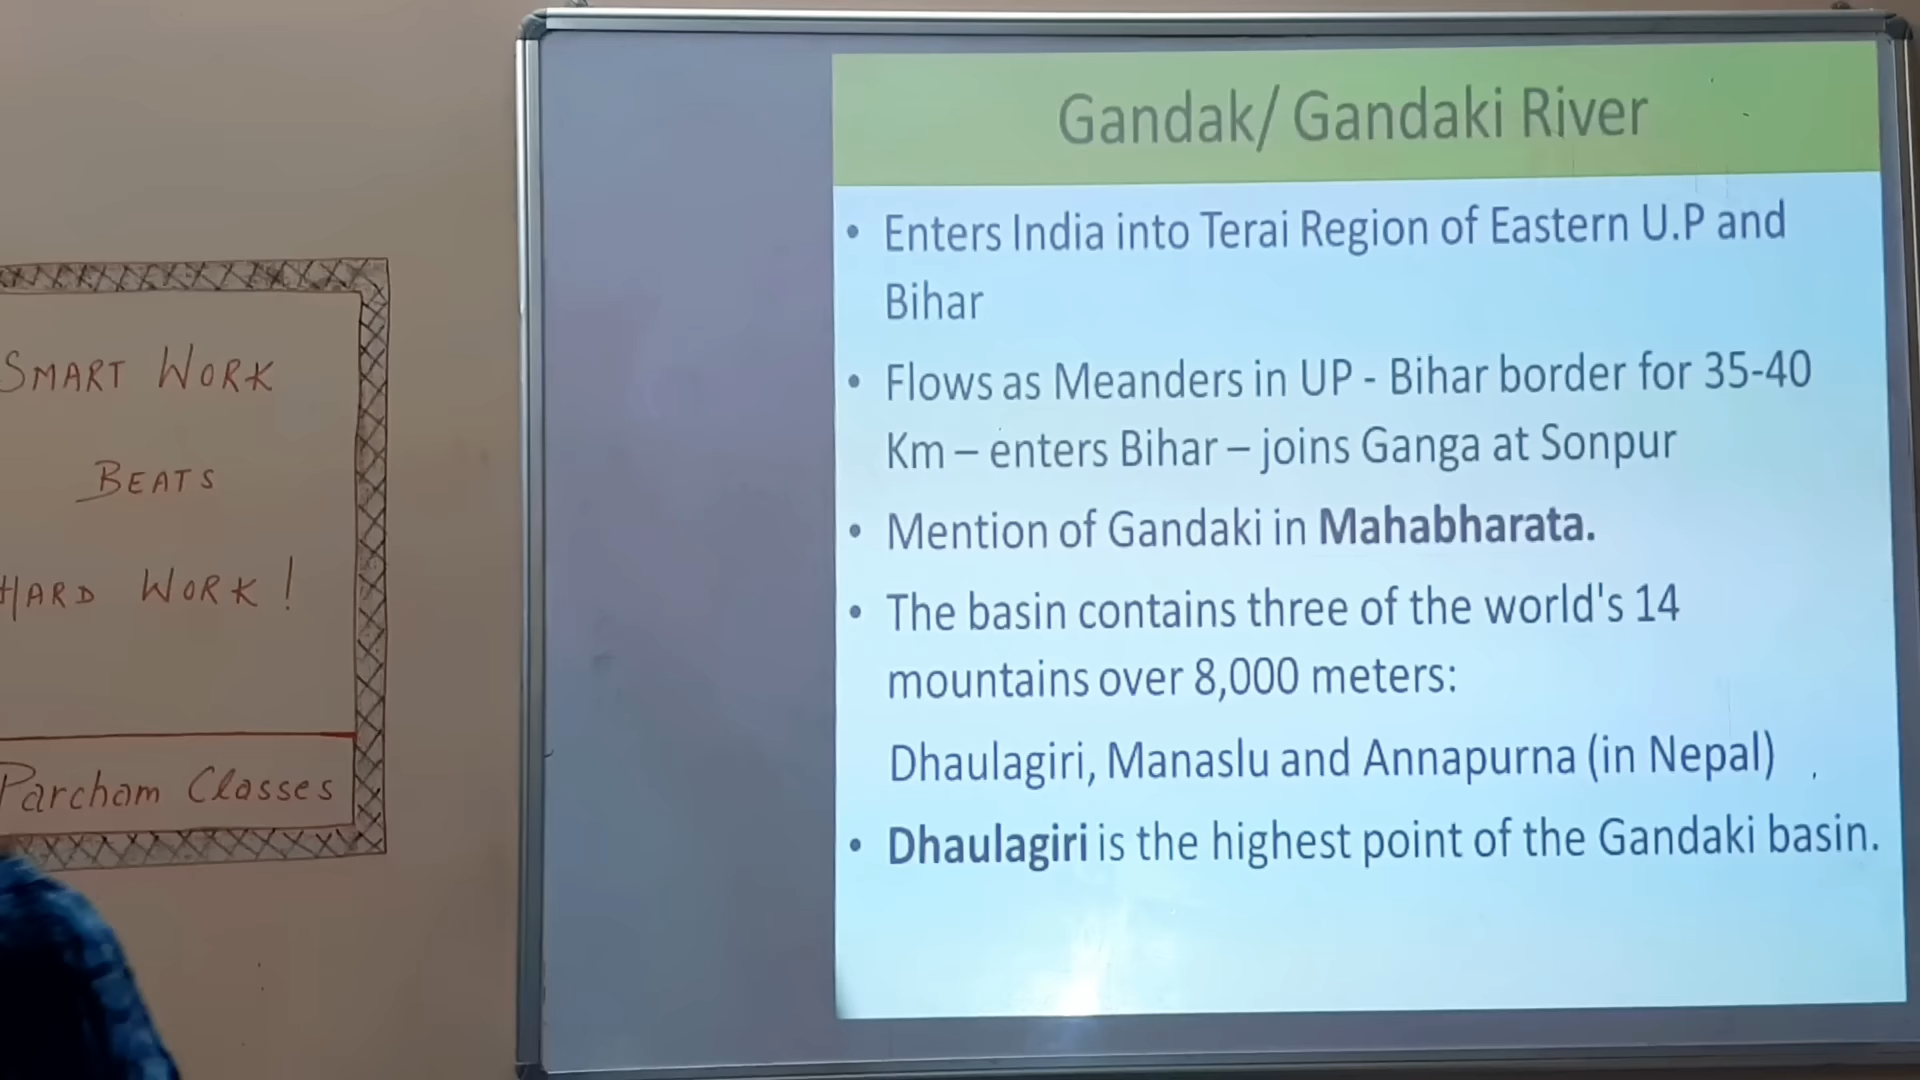 SMART WORK
BEATS
HARD WORK!
Parcham Classes
Gandak/ Gandaki River
• Enters India into Terai Region of Eastern U.P and
Bihar
• Flows as Meanders in UP - Bihar border for 35-40
Km – enters Bihar – joins Ganga at Sonpur
• Mention of Gandaki in Mahabharata.
• The basin contains three of the world's 14
mountains over 8,000 meters:
Dhaulagiri, Manaslu and Annapurna (in Nepal)
• Dhaulagiri is the highest point of the Gandaki basin.